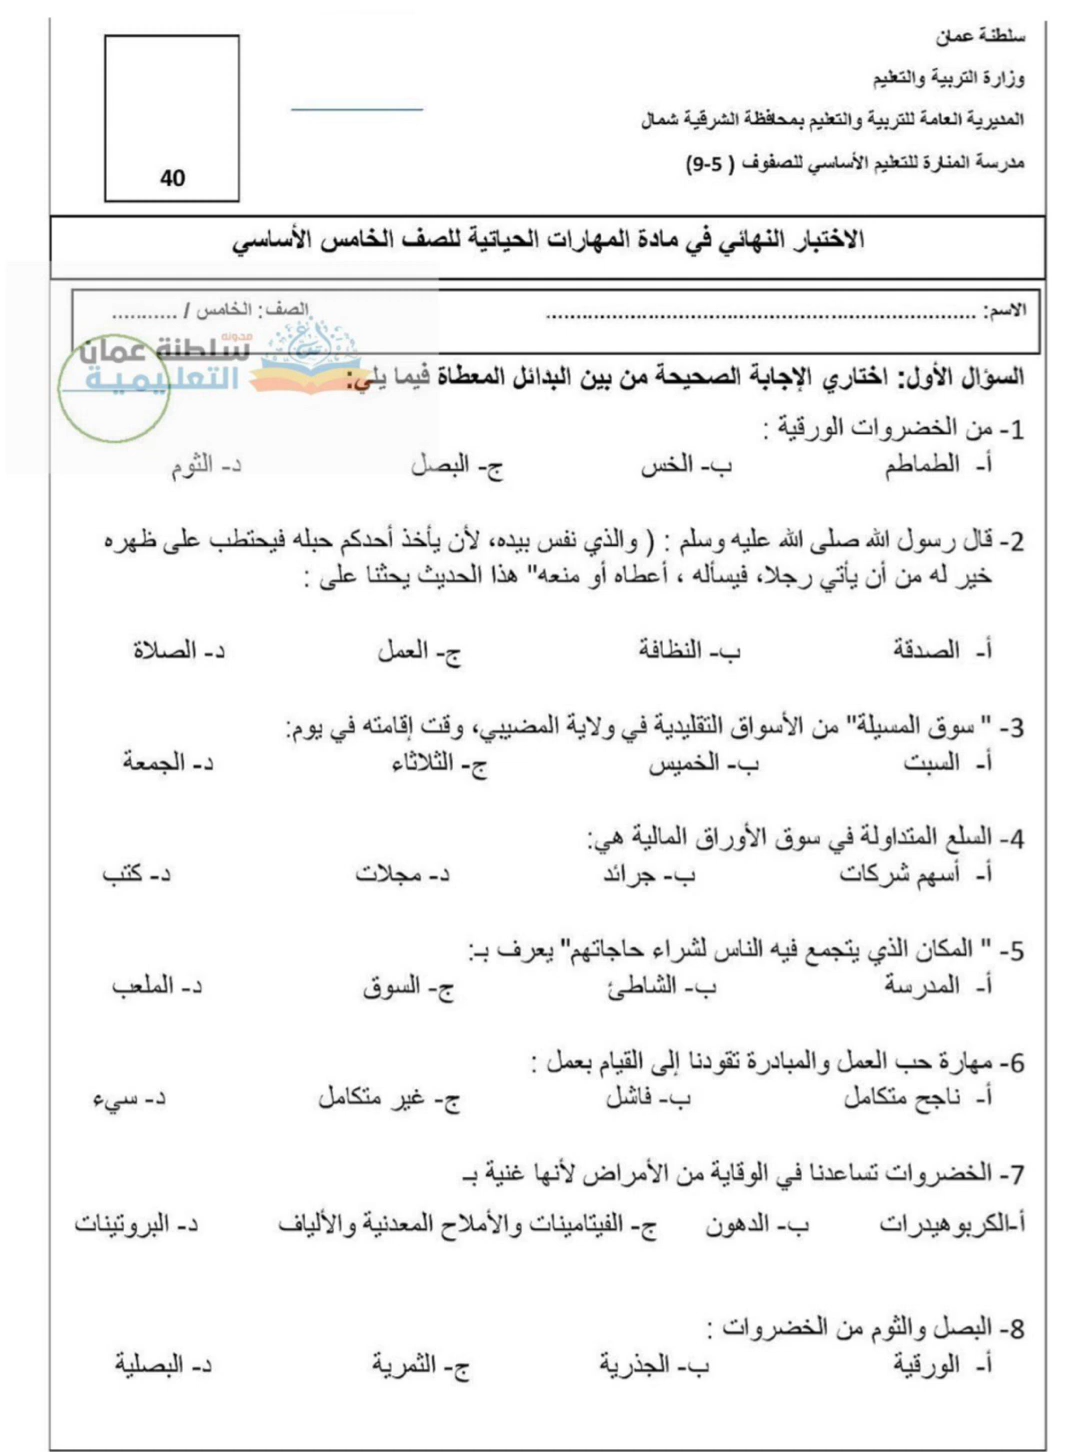 سلطنة عمان
وزارة التربية والتعليم
المديرية العامة للتربية والتعليم بمحافظة الشرقية شمال
مدرسة المنارة للتعليم الأساسي للصفوف ( 5-9)
40
الاختبار النهائي في مادة المهارات الحياتية للصف الخامس الأساسي
الاسم: ........................................................................ الصف: الخامس / ...........
مدونة
سلطنة عمان
التعليمية
السؤال الأول: اختاري الإجابة الصحيحة من بين البدائل المعطاة فيما يلي:
1- من الخضروات الورقية :
أ- الطماطم ب- الخس ج- البصل د- الثوم
2- قال رسول الله صلى الله عليه وسلم : ( والذي نفس بيده، لأن يأخذ أحدكم حبله فيحتطب على ظهره
خير له من أن يأتي رجلا، فيسأله ، أعطاه أو منعه" هذا الحديث يحثنا على :
أ- الصدقة ب- النظافة ج- العمل د- الصلاة
3- " سوق المسيلة" من الأسواق التقليدية في ولاية المضيبي، وقت إقامته في يوم:
أ- السبت ب- الخميس ج- الثلاثاء د- الجمعة
4- السلع المتداولة في سوق الأوراق المالية هي:
أ- أسهم شركات ب- جرائد د- مجلات د- كتب
5- " المكان الذي يتجمع فيه الناس لشراء حاجاتهم" يعرف بـ:
أ- المدرسة ب- الشاطئ ج- السوق د- الملعب
6- مهارة حب العمل والمبادرة تقودنا إلى القيام بعمل :
أ- ناجح متكامل ب- فاشل ج- غير متكامل د- سيء
7- الخضروات تساعدنا في الوقاية من الأمراض لأنها غنية بـ
أ-الكربوهيدرات ب- الدهون ج- الفيتامينات والأملاح المعدنية والألياف د- البروتينات
8- البصل والثوم من الخضروات :
أ- الورقية ب- الجذرية ج- الثمرية د- البصلية